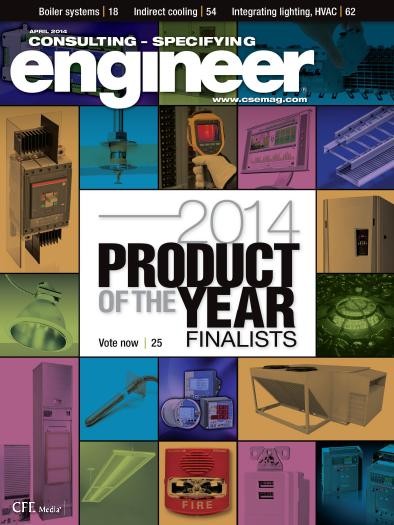 Boiler systems | 18 Indirect cooling | 54 Integrating lighting, HVAC | 62
APRIL 2014
CONSULTING - SPECIFYING
engineer®
www.csemag.com
2014
PRODUCT
OF THE YEAR
FINALISTS
Vote now | 25
FIRE
CFE Media®